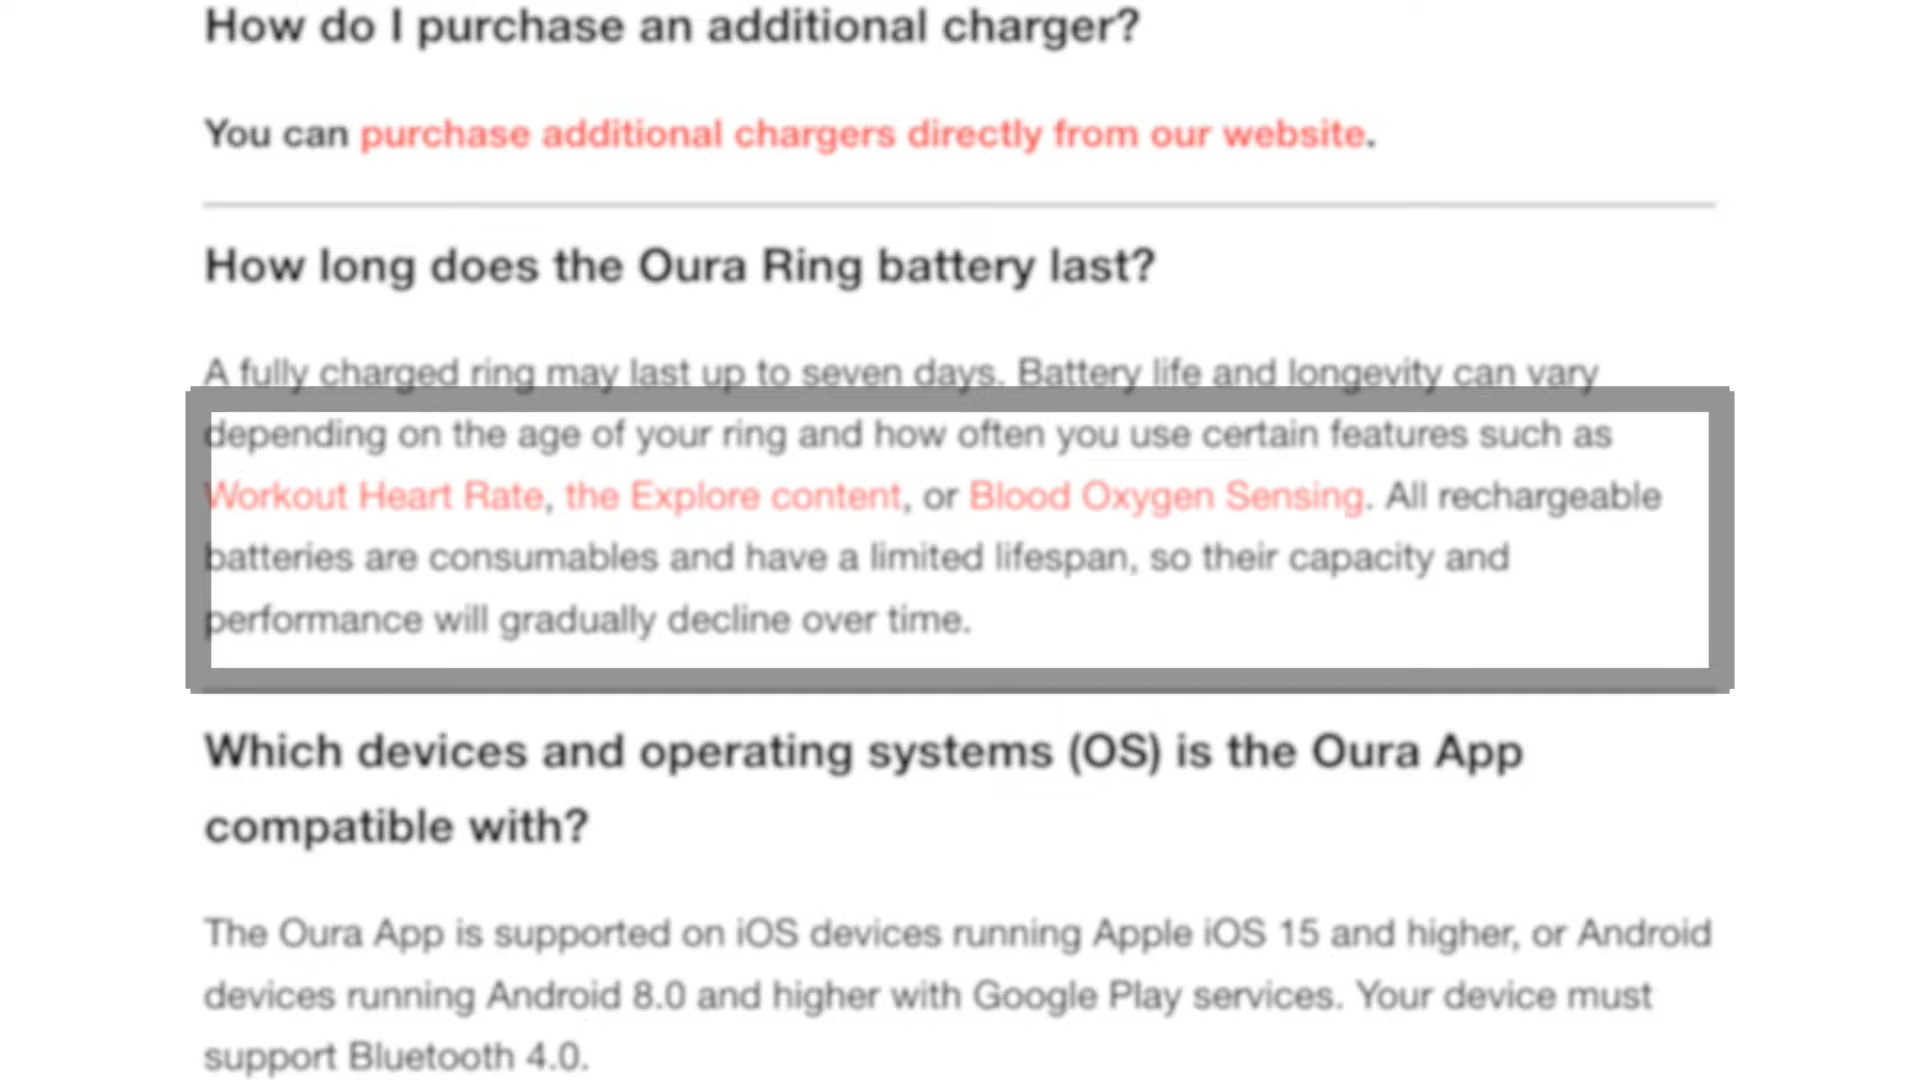 How do I purchase an additional charger?
You can purchase additional chargers directly from our website.
How long does the Oura Ring battery last?
A fully charged ring may last up to seven days. Battery life and longevity can vary
depending on the age of your ring and how often you use certain features such as
Workout Heart Rate, the Explore content, or Blood Oxygen Sensing. All rechargeable
batteries are consumables and have a limited lifespan, so their capacity and
performance will gradually decline over time.
Which devices and operating systems (OS) is the Oura App
compatible with?
The Oura App is supported on iOS devices running Apple iOS 15 and higher, or Android
devices running Android 8.0 and higher with Google Play services. Your device must
support Bluetooth 4.0.